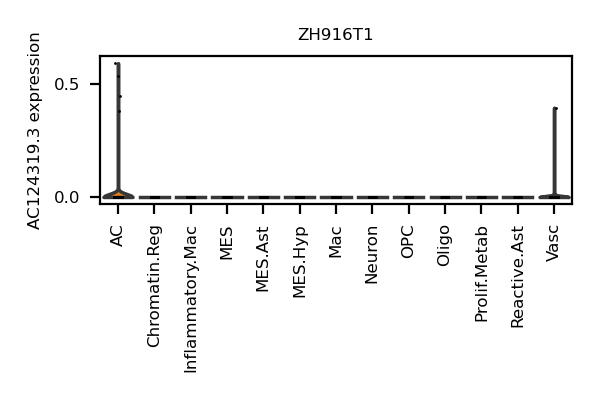 ZH916T1
AC124319.3 expression
0.5
0.0
AC
Chromatin.Reg
Inflammatory.Mac
MES
MES.Ast
MES.Hyp
Mac
Neuron
OPC
Oligo
Prolif.Metab
Reactive.Ast
Vasc